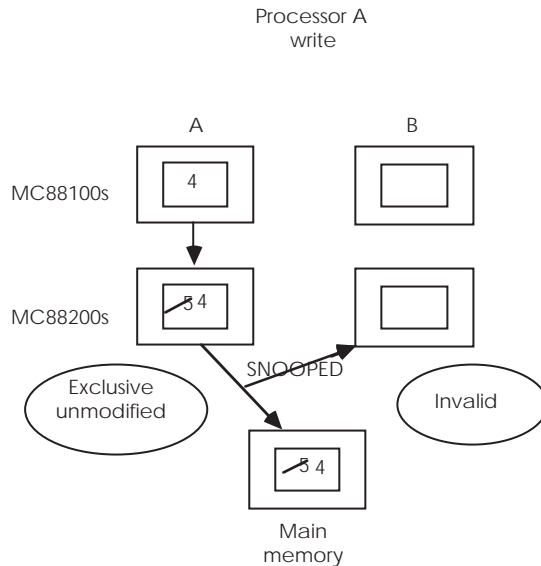 Processor A
write
A
B
MC88100s
4
MC88200s
5 4
SNOOPED
Exclusive
unmodified
Invalid
5 4
Main
memory